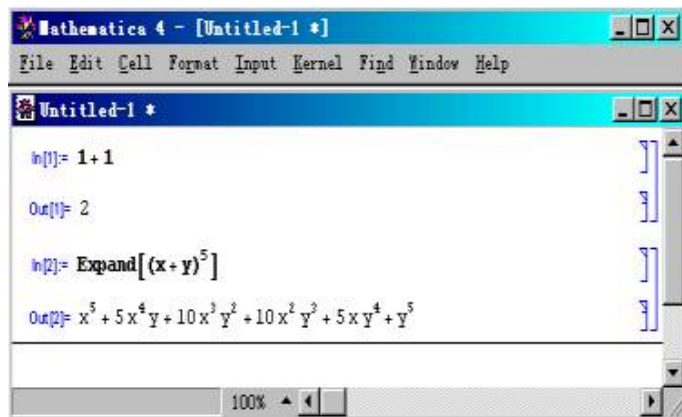 Mathematica 4 - [Untitled-1 *]
File Edit Cell Format Input Kernel Find Window Help
Untitled-1 *
In[1]:= 1+1
Out[1]= 2
In[2]:= Expand[(x+y)^5]
Out[2]= x^5 + 5 x^4 y + 10 x^3 y^2 + 10 x^2 y^3 + 5 x y^4 + y^5
100%